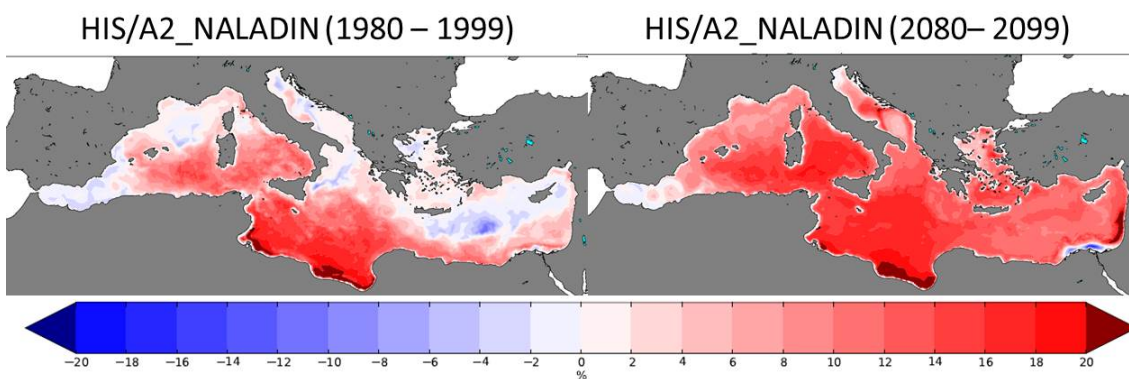 HIS/A2_NALADIN (1980 – 1999)
HIS/A2_NALADIN (2080– 2099)
−20 −18 −16 −14 −12 −10 −8 −6 −4 −2 0 2 4 6 8 10 12 14 16 18 20
%